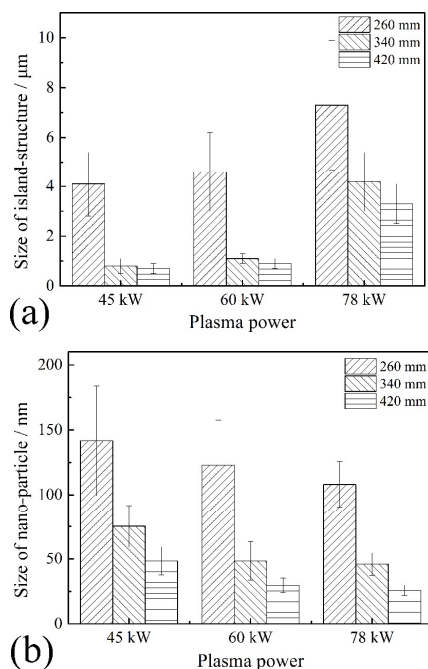 10
8
6
4
2
0
Size of island-structure / μm
260 mm
340 mm
420 mm
45 kW
60 kW
78 kW
Plasma power
(a)
200
150
100
50
0
Size of nano-particle / nm
260 mm
340 mm
420 mm
45 kW
60 kW
78 kW
Plasma power
(b)